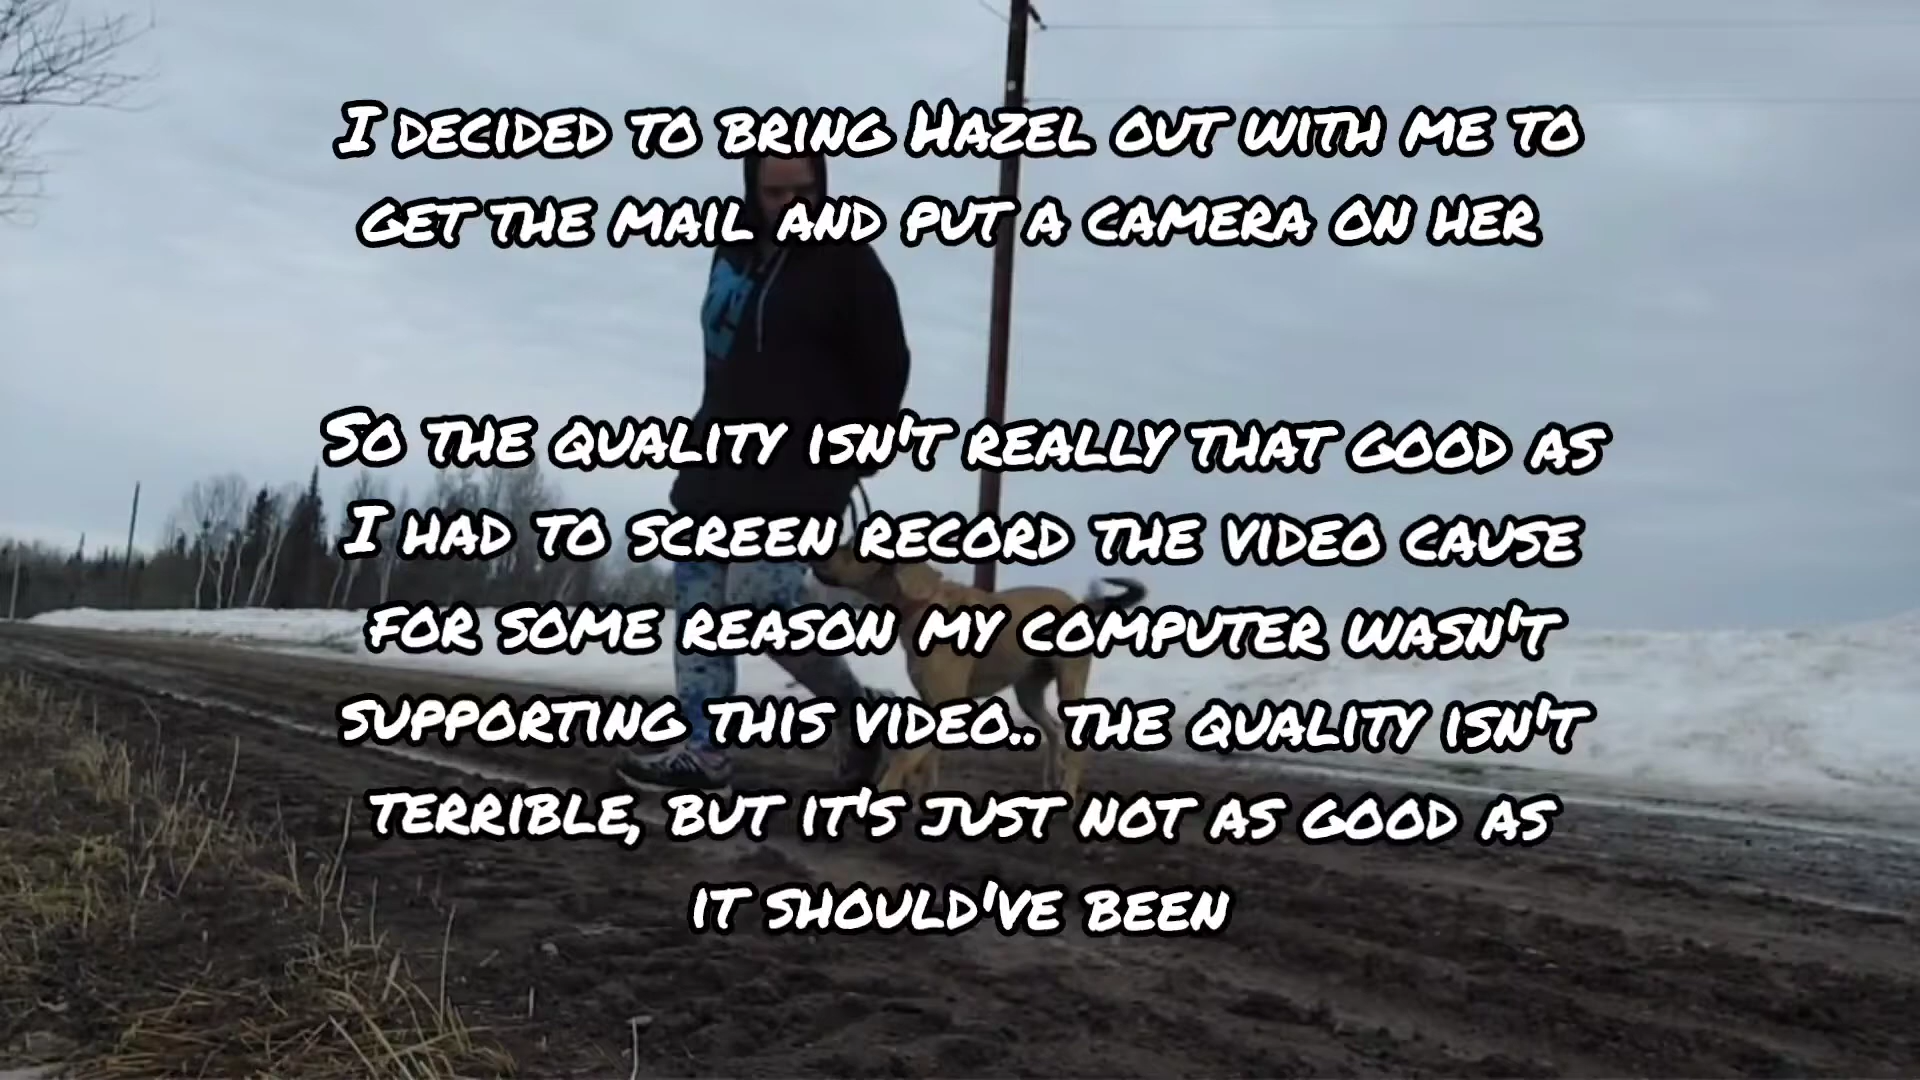 I decided to bring Hazel out with me to
get the mail and put a camera on her
So the quality isn't really that good as
I had to screen record the video cause
for some reason my computer wasn't
supporting this video.. the quality isn't
terrible, but it's just not as good as
it should've been